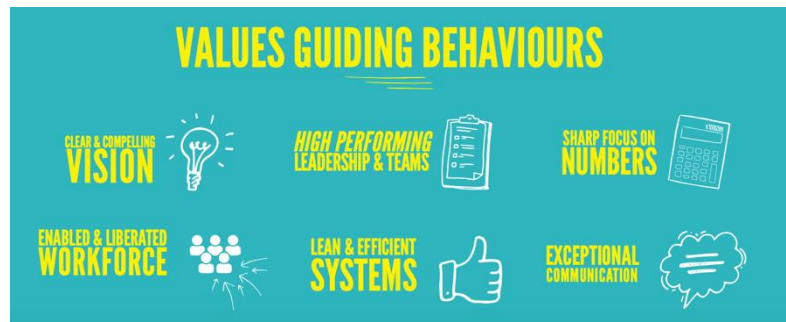 VALUES GUIDING BEHAVIOURS
CLEAR & COMPELLING
VISION
HIGH PERFORMING
LEADERSHIP & TEAMS
SHARP FOCUS ON
NUMBERS
ENABLED & LIBERATED
WORKFORCE
LEAN & EFFICIENT
SYSTEMS
EXCEPTIONAL
COMMUNICATION